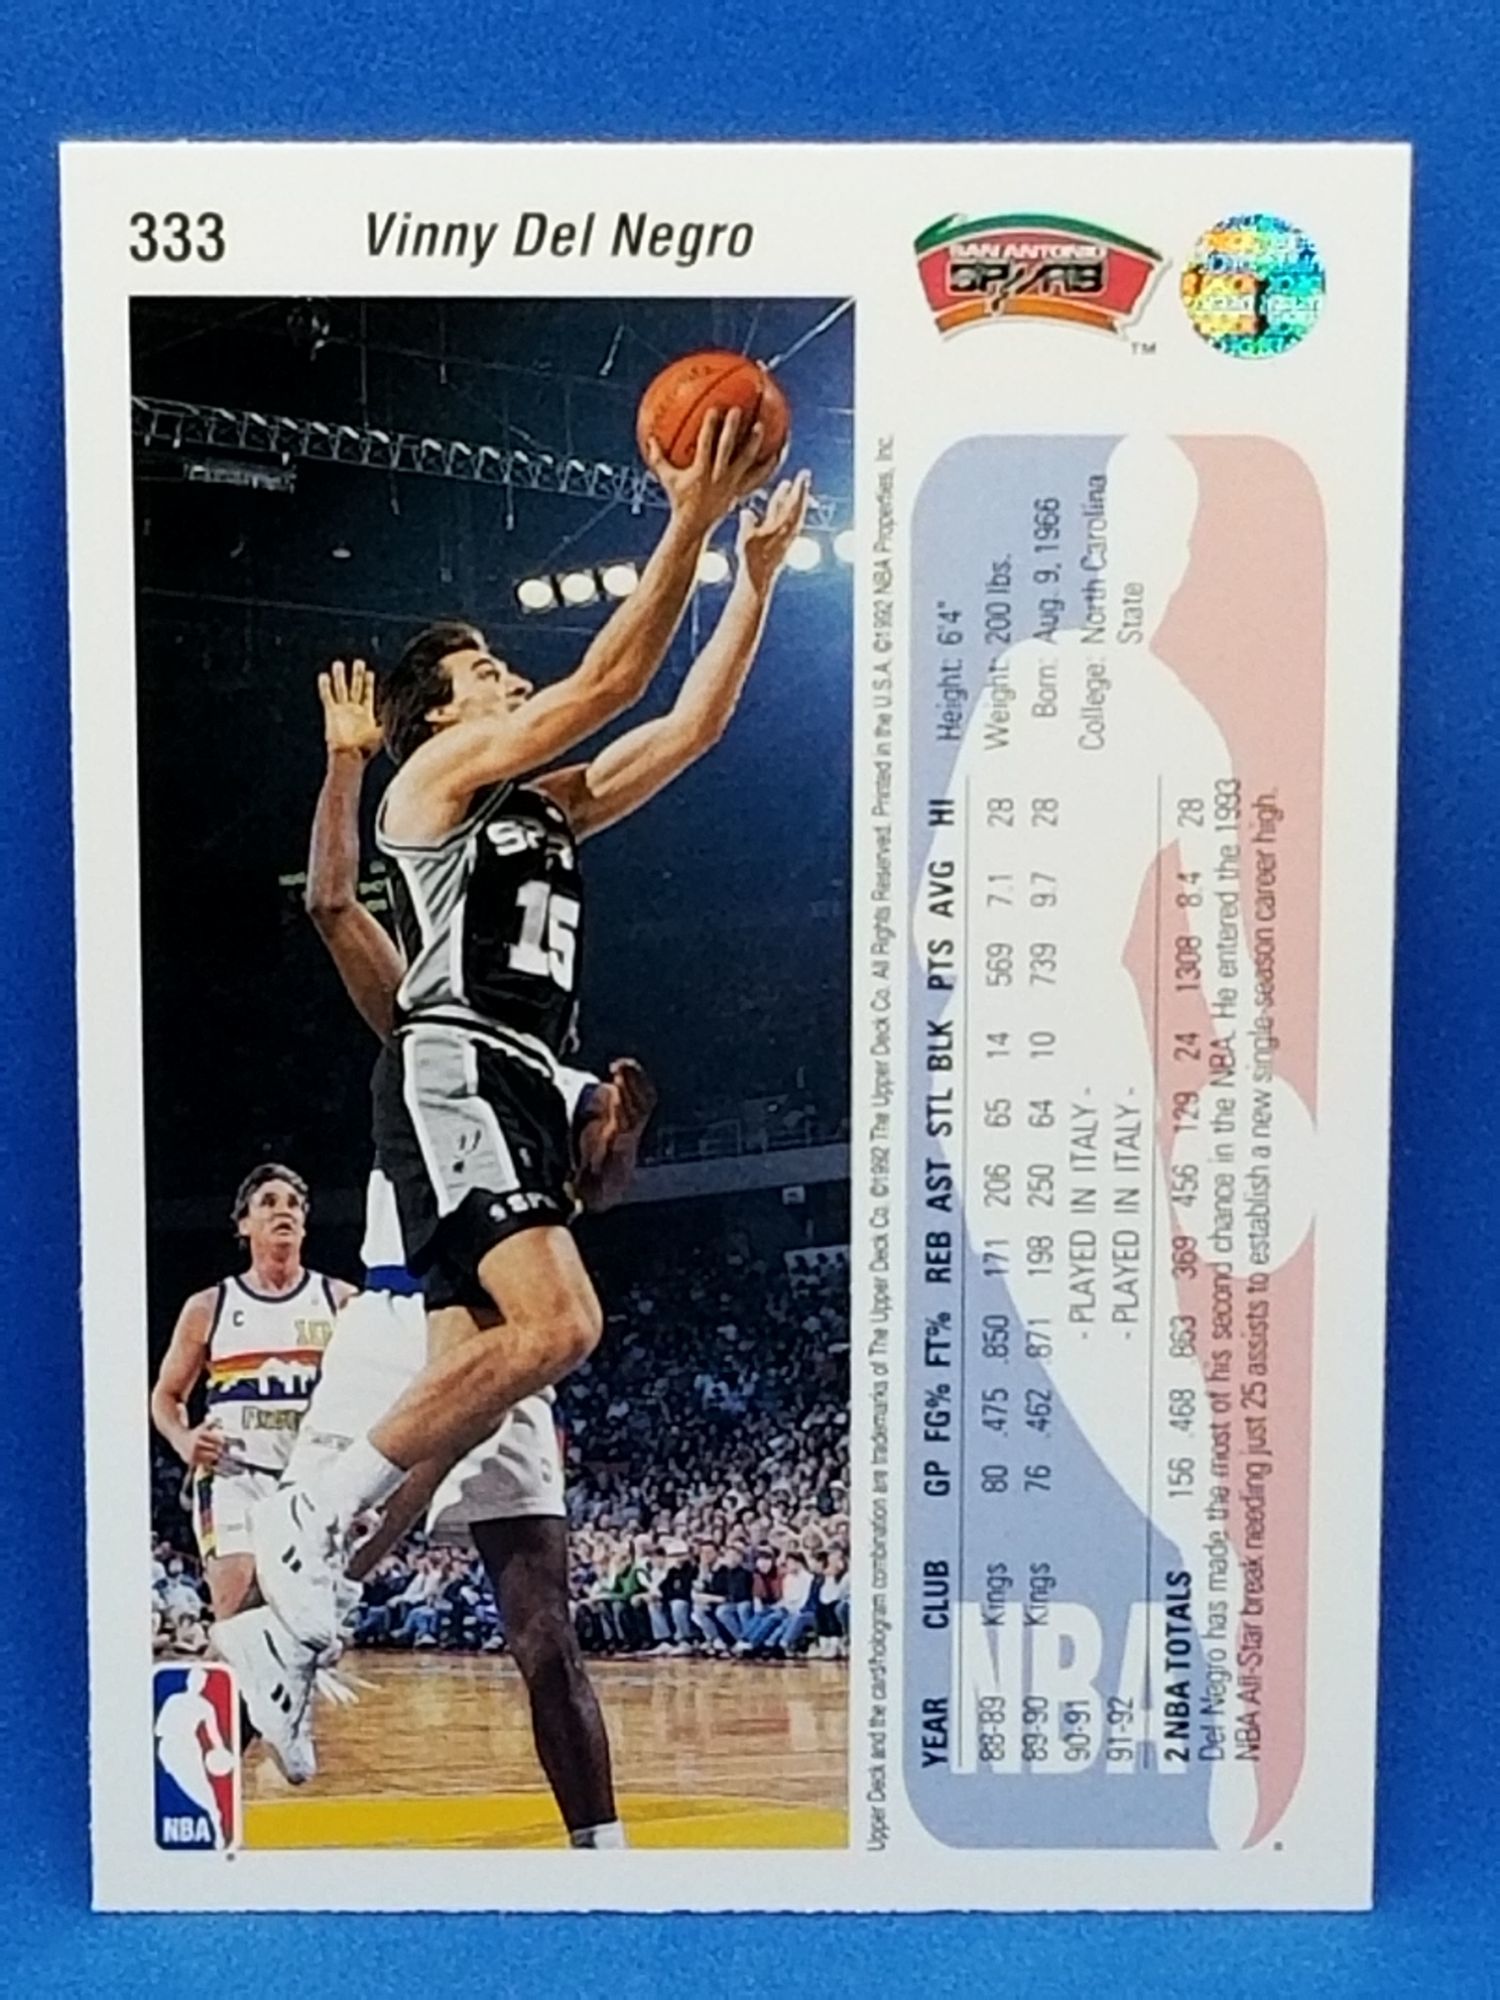 333 Vinny Del Negro
SAN ANTONIO
SPURS
TM
SPURS
15
C
NBA
Upper Deck and the card/hologram combination are trademarks of The Upper Deck Co. ©1992 The Upper Deck Co. All Rights Reserved. Printed in the U.S.A. ©1992 NBA Properties, Inc.
Height: 6'4"
Weight: 200 lbs.
Born: Aug. 9, 1966
College: North Carolina
State
YEAR CLUB GP FG% FT% REB AST STL BLK PTS AVG HI
88-89 Kings 80 .475 .850 171 206 65 14 569 7.1 28
89-90 Kings 76 .462 .871 198 250 64 10 739 9.7 28
90-91 - PLAYED IN ITALY -
91-92 - PLAYED IN ITALY -
2 NBA TOTALS 156 .468 .863 369 456 129 24 1308 8.4 28
Del Negro has made the most of his second chance in the NBA. He entered the 1993
NBA All-Star break needing just 25 assists to establish a new single-season career high.
NBA